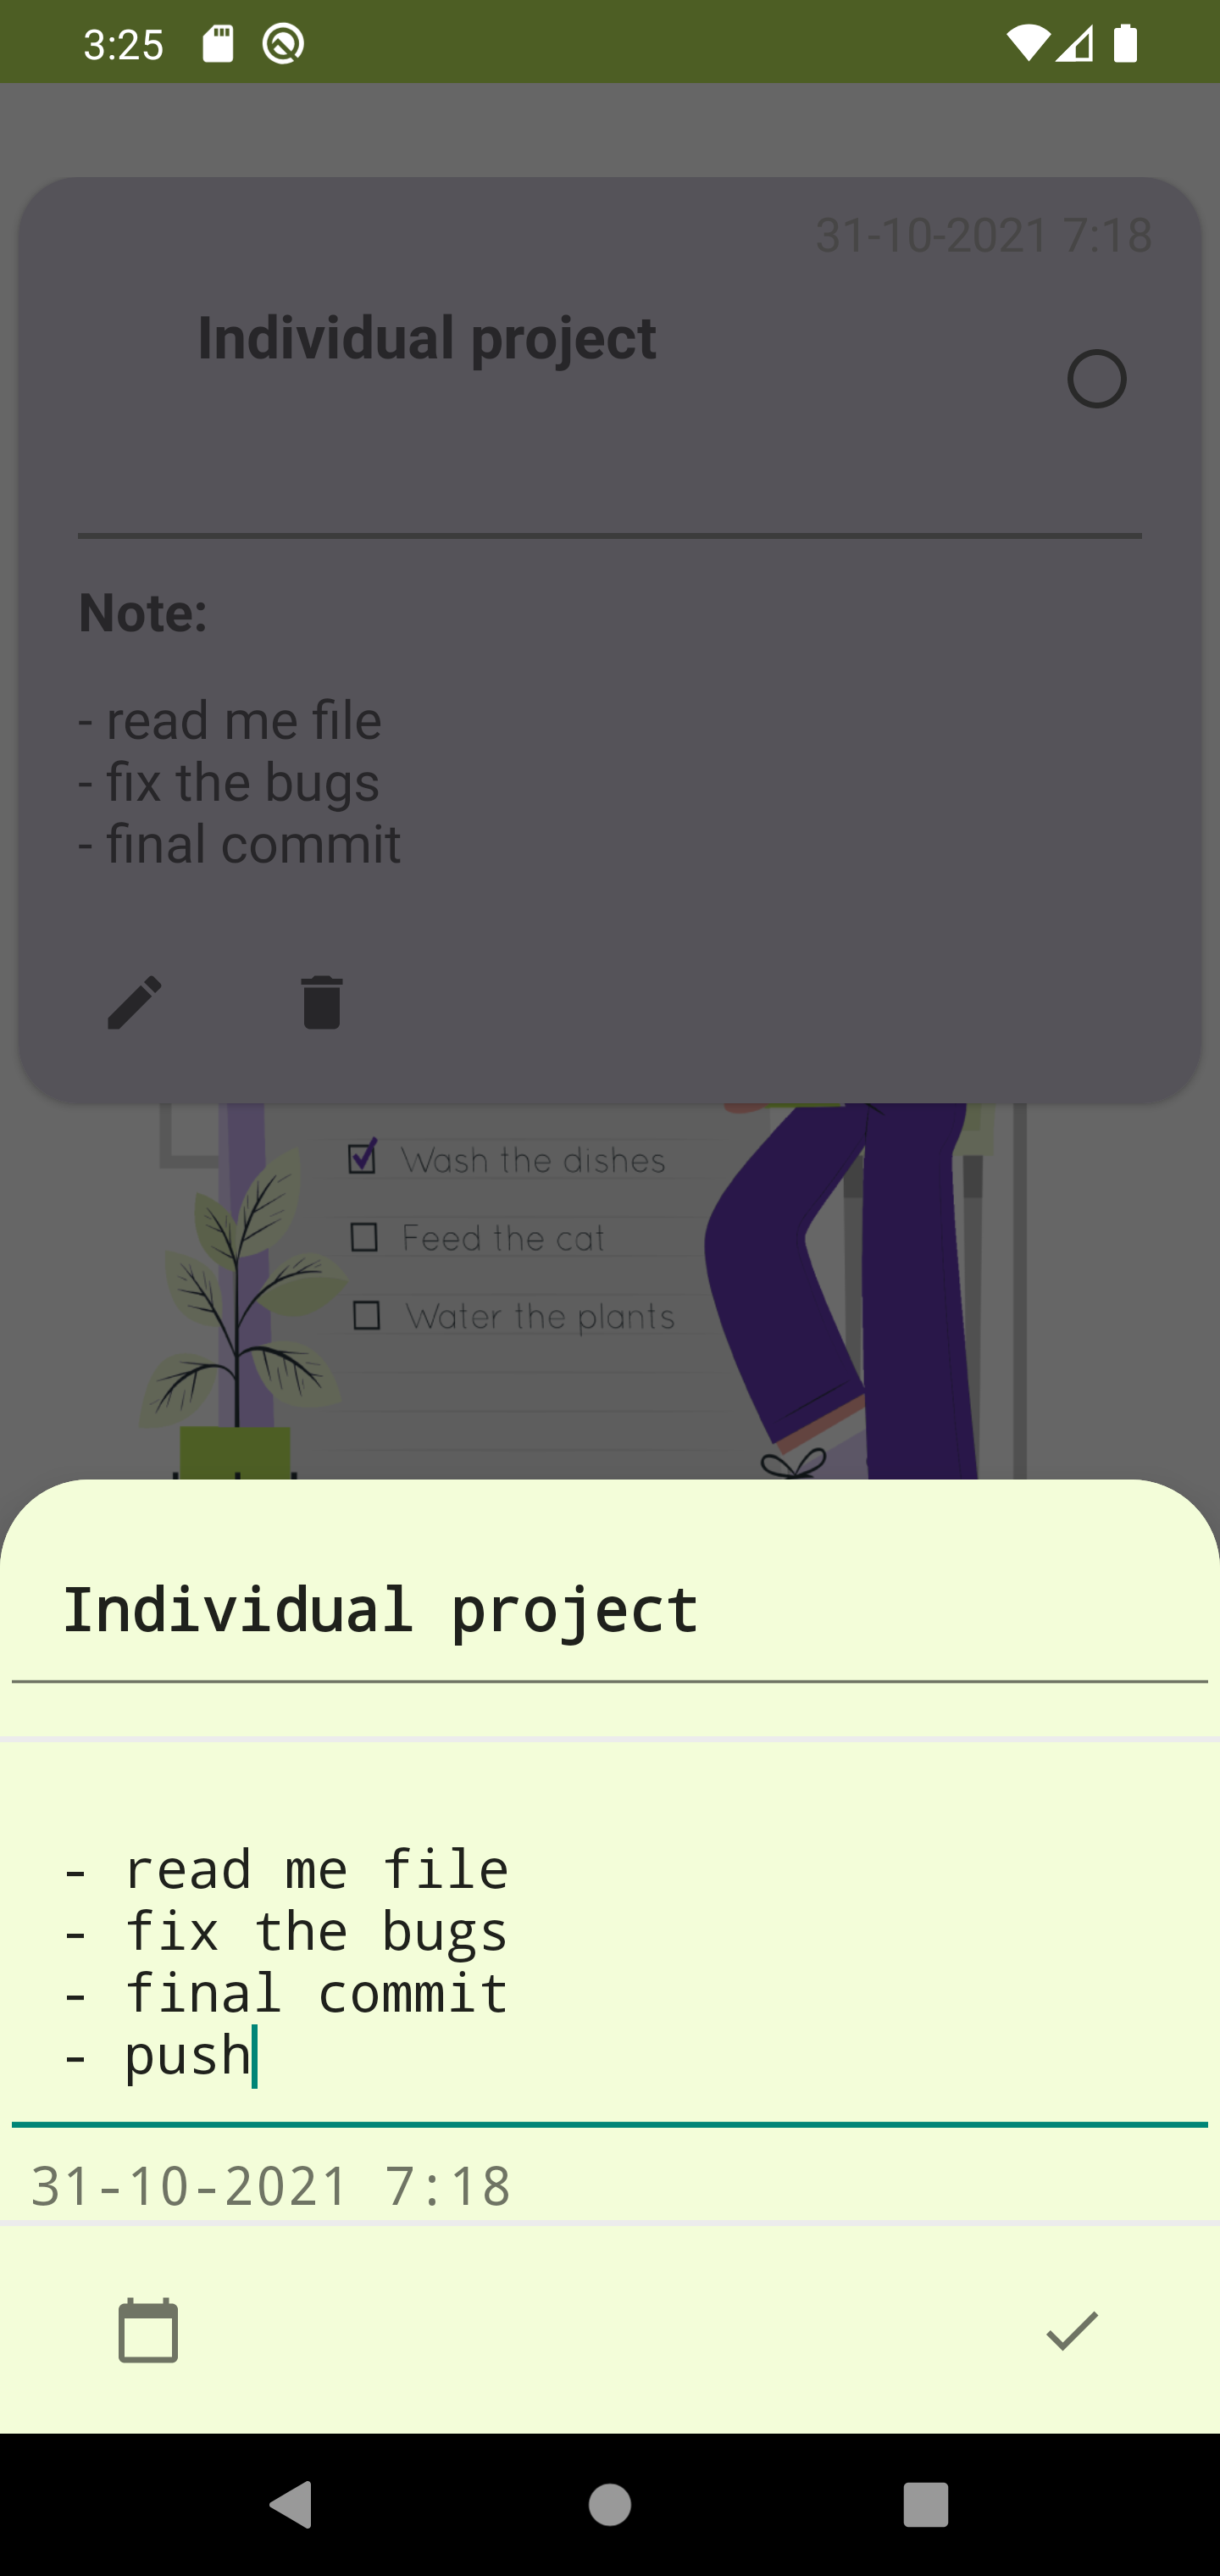 3:25
31-10-2021 7:18
Individual project
Note:
- read me file
- fix the bugs
- final commit
Wash the dishes
Feed the cat
Water the plants
Individual project
- read me file
- fix the bugs
- final commit
- push
31-10-2021 7:18